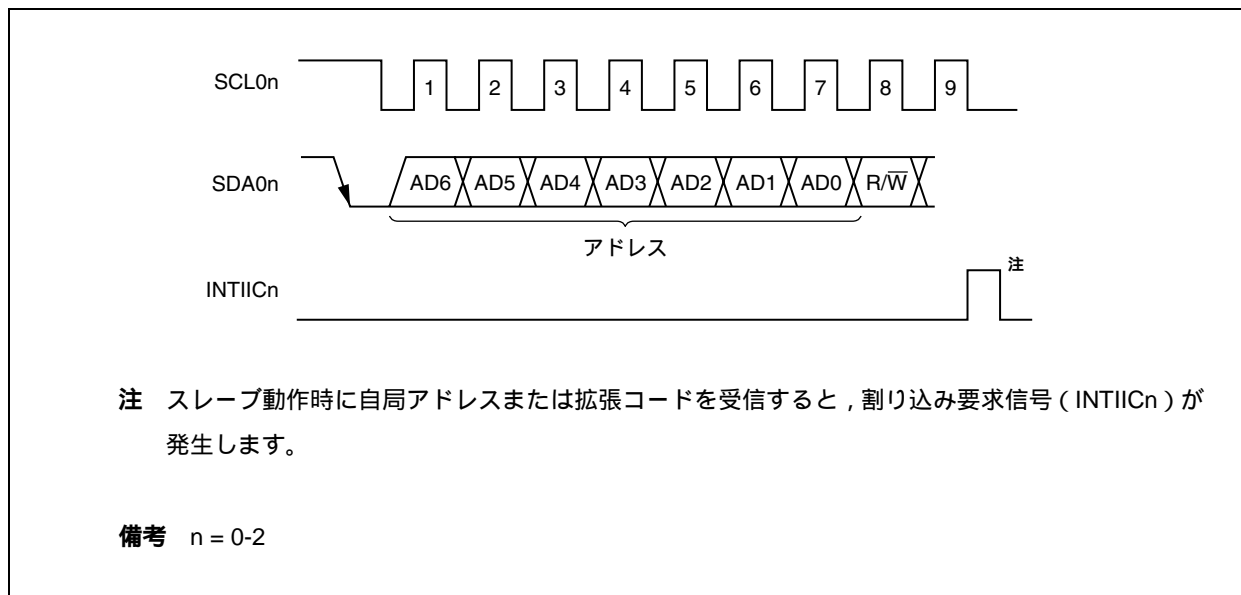 SCL0n 1 2 3 4 5 6 7 8 9
SDA0n AD6 AD5 AD4 AD3 AD2 AD1 AD0 R/W̅
アドレス
INTIICn 注
注 スレーブ動作時に自局アドレスまたは拡張コードを受信すると,割り込み要求信号(INTIICn)が
発生します。
備考 n = 0-2